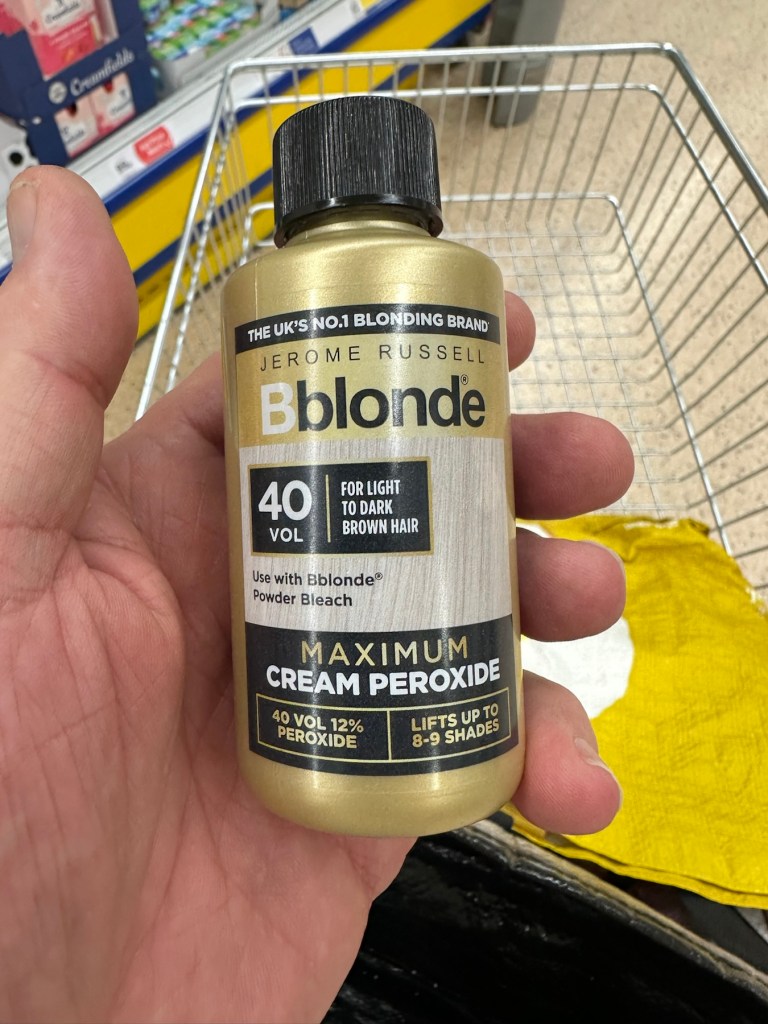 THE UK'S NO.1 BLONDING BRAND
JEROME RUSSELL
Bblonde®
40
VOL
FOR LIGHT
TO DARK
BROWN HAIR
Use with Bblonde®
Powder Bleach
MAXIMUM
CREAM PEROXIDE
40 VOL 12%
PEROXIDE
LIFTS UP TO
8-9 SHADES